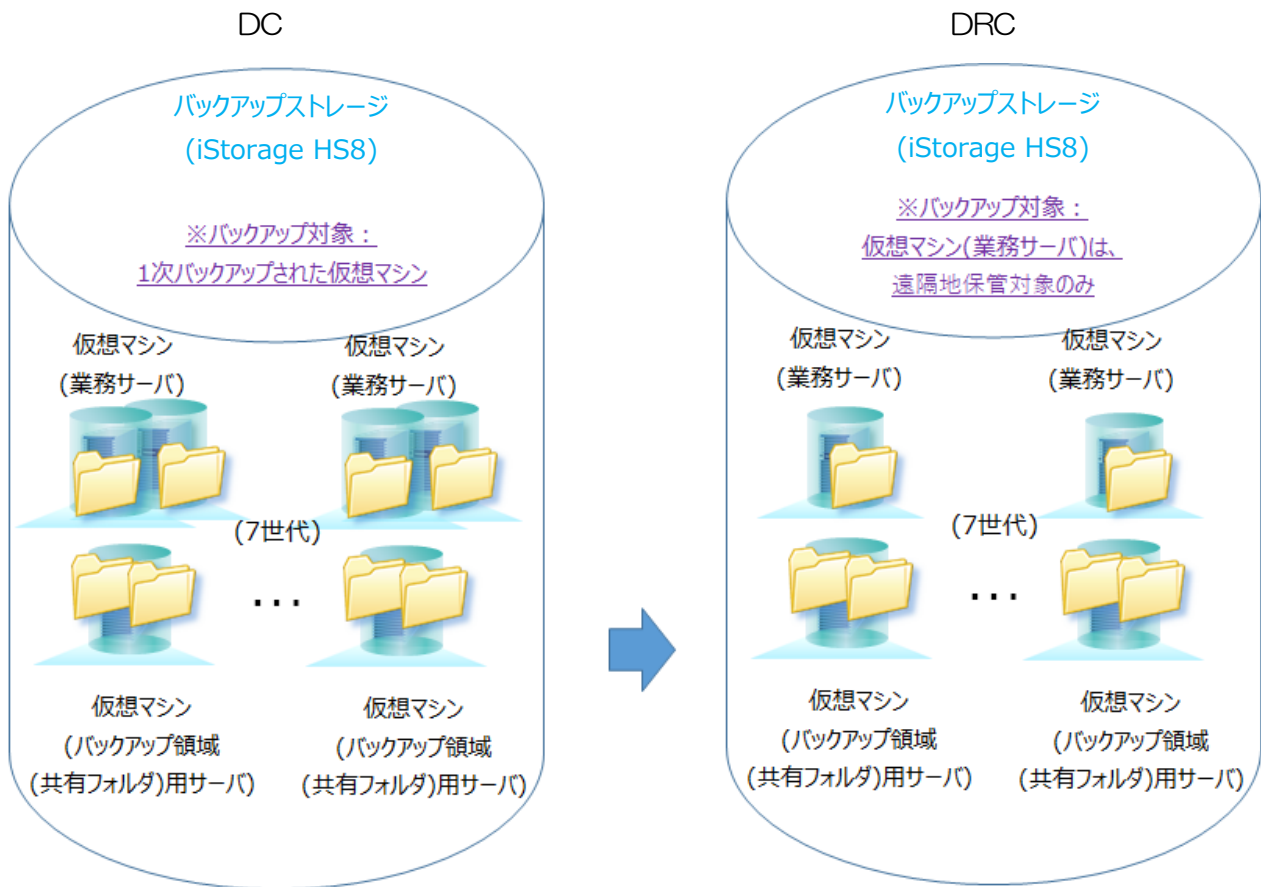 DC
バックアップストレージ
(iStorage HS8)
※バックアップ対象：
1次バックアップされた仮想マシン
仮想マシン
(業務サーバ)
仮想マシン
(業務サーバ)
(7世代)
･･･
仮想マシン
(バックアップ領域
(共有フォルダ)用サーバ)
仮想マシン
(バックアップ領域
(共有フォルダ)用サーバ)
DRC
バックアップストレージ
(iStorage HS8)
※バックアップ対象：
仮想マシン(業務サーバ)は、
遠隔地保管対象のみ
仮想マシン
(業務サーバ)
仮想マシン
(業務サーバ)
(7世代)
･･･
仮想マシン
(バックアップ領域
(共有フォルダ)用サーバ)
仮想マシン
(バックアップ領域
(共有フォルダ)用サーバ)